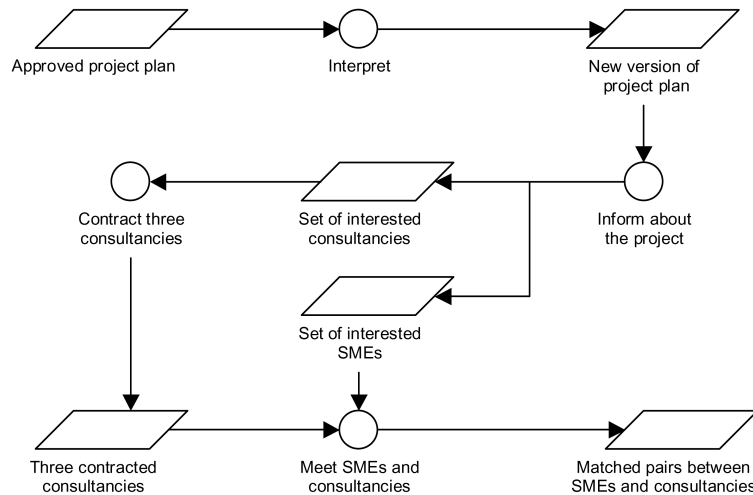 Approved project plan
Interpret
New version of
project plan
Contract three
consultancies
Set of interested
consultancies
Inform about
the project
Set of interested
SMEs
Three contracted
consultancies
Meet SMEs and
consultancies
Matched pairs between
SMEs and consultancies